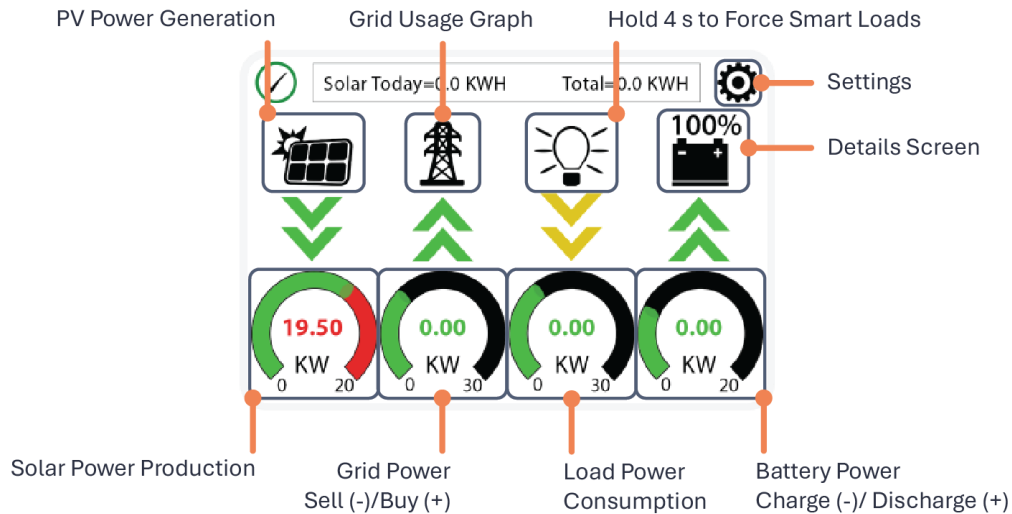 PV Power Generation
Grid Usage Graph
Hold 4 s to Force Smart Loads
Solar Today=0.0 KWH
Total=0.0 KWH
Settings
100%
- +
Details Screen
19.50
KW
0 20
0.00
KW
0 30
0.00
KW
0 30
0.00
KW
0 20
Solar Power Production
Grid Power
Sell (-)/Buy (+)
Load Power
Consumption
Battery Power
Charge (-)/ Discharge (+)